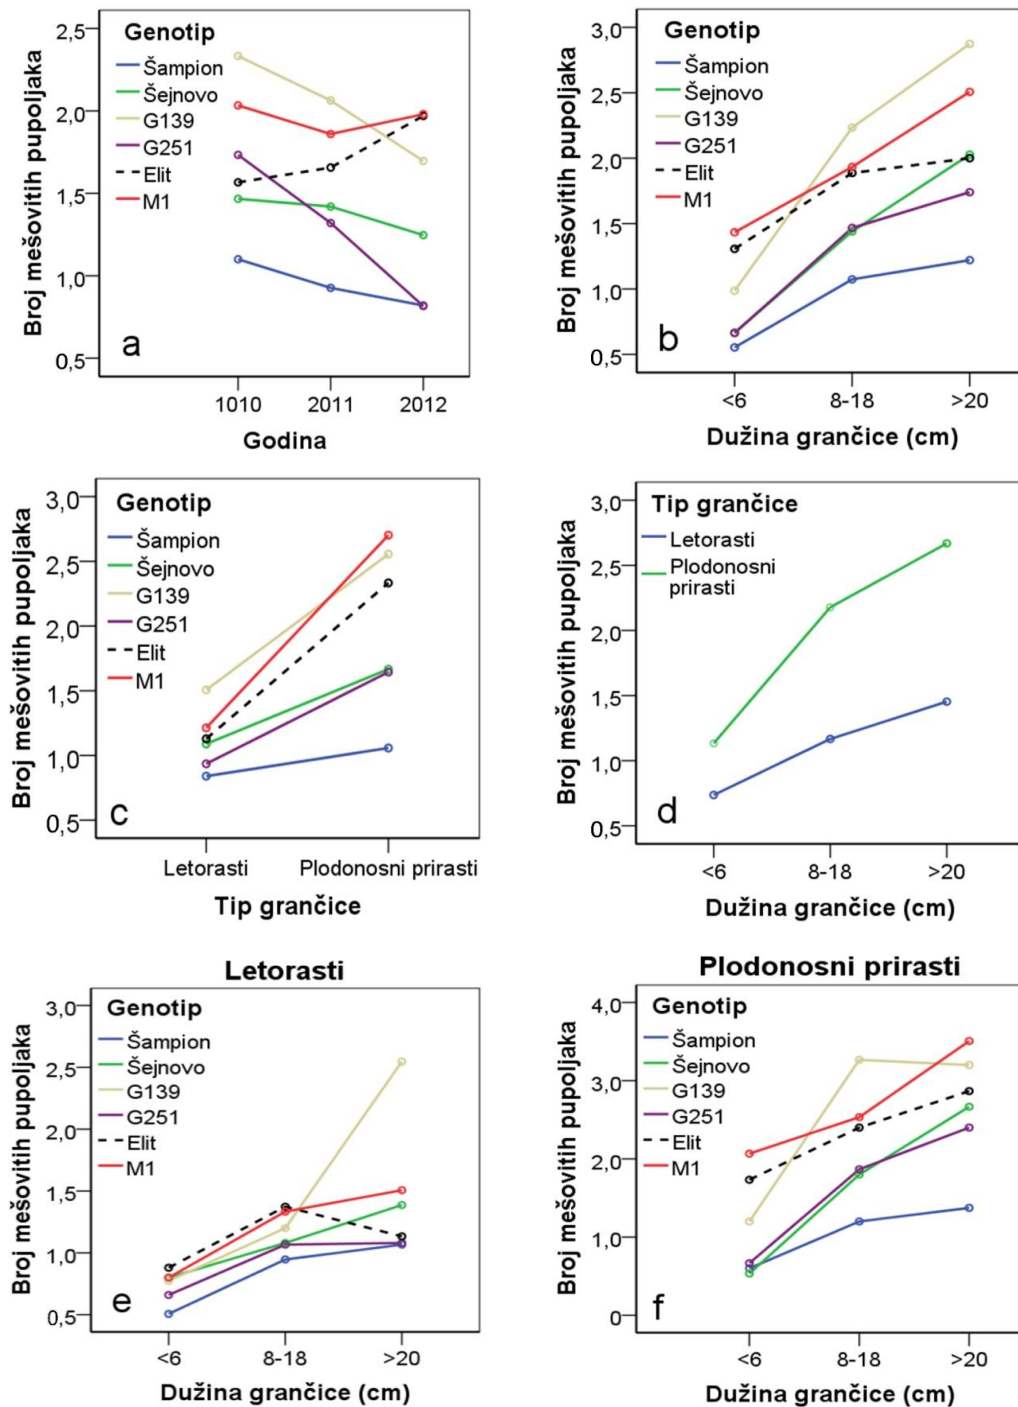 Broj mešovitih pupoljaka
2,5
2,0
1,5
1,0
0,5
Genotip
Šampion
Šejnovo
G139
G251
Elit
M1
a
1010
2011
2012
Godina
Broj mešovitih pupoljaka
3,0
2,5
2,0
1,5
1,0
0,5
Genotip
Šampion
Šejnovo
G139
G251
Elit
M1
b
<6
8-18
>20
Dužina grančice (cm)
Broj mešovitih pupoljaka
3,0
2,5
2,0
1,5
1,0
0,5
Genotip
Šampion
Šejnovo
G139
G251
Elit
M1
c
Letorasti
Plodonosni prirasti
Tip grančice
Broj mešovitih pupoljaka
3,0
2,5
2,0
1,5
1,0
0,5
Tip grančice
Letorasti
Plodonosni
prirasti
d
<6
8-18
>20
Dužina grančice (cm)
Letorasti
Broj mešovitih pupoljaka
3,0
2,5
2,0
1,5
1,0
0,5
Genotip
Šampion
Šejnovo
G139
G251
Elit
M1
e
<6
8-18
>20
Dužina grančice (cm)
Plodonosni prirasti
Broj mešovitih pupoljaka
4,0
3,0
2,0
1,0
0
Genotip
Šampion
Šejnovo
G139
G251
Elit
M1
f
<6
8-18
>20
Dužina grančice (cm)